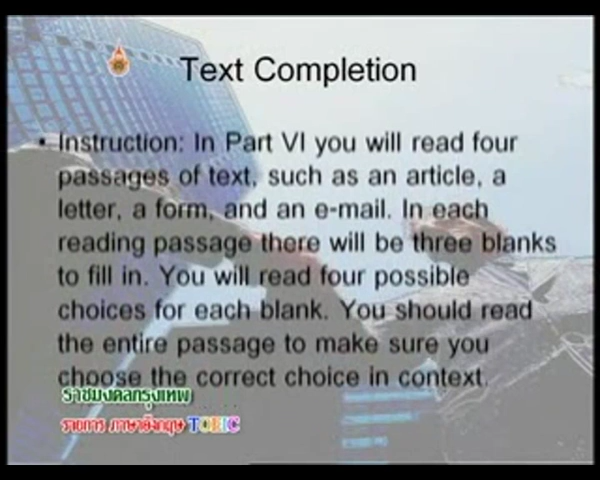 Text Completion
• Instruction: In Part VI you will read four
passages of text, such as an article, a
letter, a form, and an e-mail. In each
reading passage there will be three blanks
to fill in. You will read four possible
choices for each blank. You should read
the entire passage to make sure you
choose the correct choice in context.
ราชมงคลกรุงเทพ
รายการ ภาษาอังกฤษ TOEIC